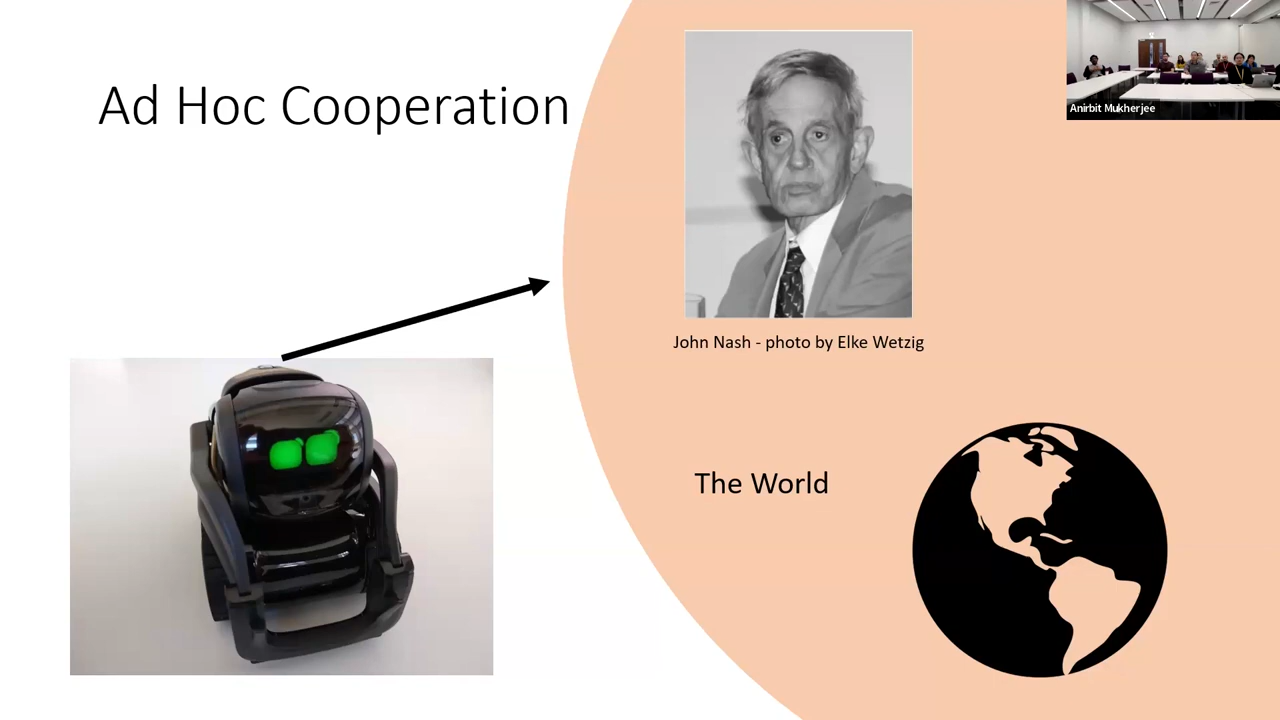 Ad Hoc Cooperation
Anirbit Mukherjee
John Nash - photo by Elke Wetzig
The World